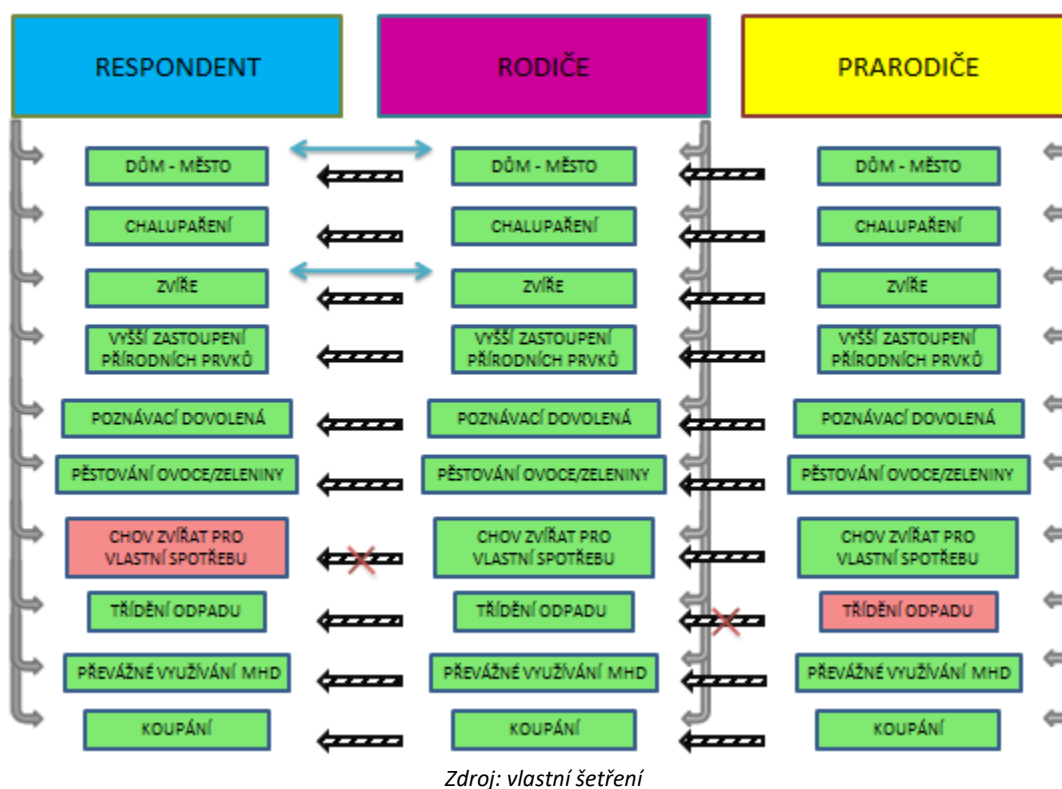 RESPONDENT RODIČE PRARODIČE
DŮM - MĚSTO DŮM - MĚSTO DŮM - MĚSTO
CHALUPAŘENÍ CHALUPAŘENÍ CHALUPAŘENÍ
ZVÍŘE ZVÍŘE ZVÍŘE
VYŠŠÍ ZASTOUPENÍ VYŠŠÍ ZASTOUPENÍ VYŠŠÍ ZASTOUPENÍ
PŘÍRODNÍCH PRVKŮ PŘÍRODNÍCH PRVKŮ PŘÍRODNÍCH PRVKŮ
POZNÁVACÍ DOVOLENÁ POZNÁVACÍ DOVOLENÁ POZNÁVACÍ DOVOLENÁ
PĚSTOVÁNÍ OVOCE/ZELENINY PĚSTOVÁNÍ OVOCE/ZELENINY PĚSTOVÁNÍ OVOCE/ZELENINY
CHOV ZVÍŘAT PRO CHOV ZVÍŘAT PRO CHOV ZVÍŘAT PRO
VLASTNÍ SPOTŘEBU VLASTNÍ SPOTŘEBU VLASTNÍ SPOTŘEBU
TŘÍDĚNÍ ODPADU TŘÍDĚNÍ ODPADU TŘÍDĚNÍ ODPADU
PŘEVÁŽNÉ VYUŽÍVÁNÍ MHD PŘEVÁŽNÉ VYUŽÍVÁNÍ MHD PŘEVÁŽNÉ VYUŽÍVÁNÍ MHD
KOUPÁNÍ KOUPÁNÍ KOUPÁNÍ
Zdroj: vlastní šetření